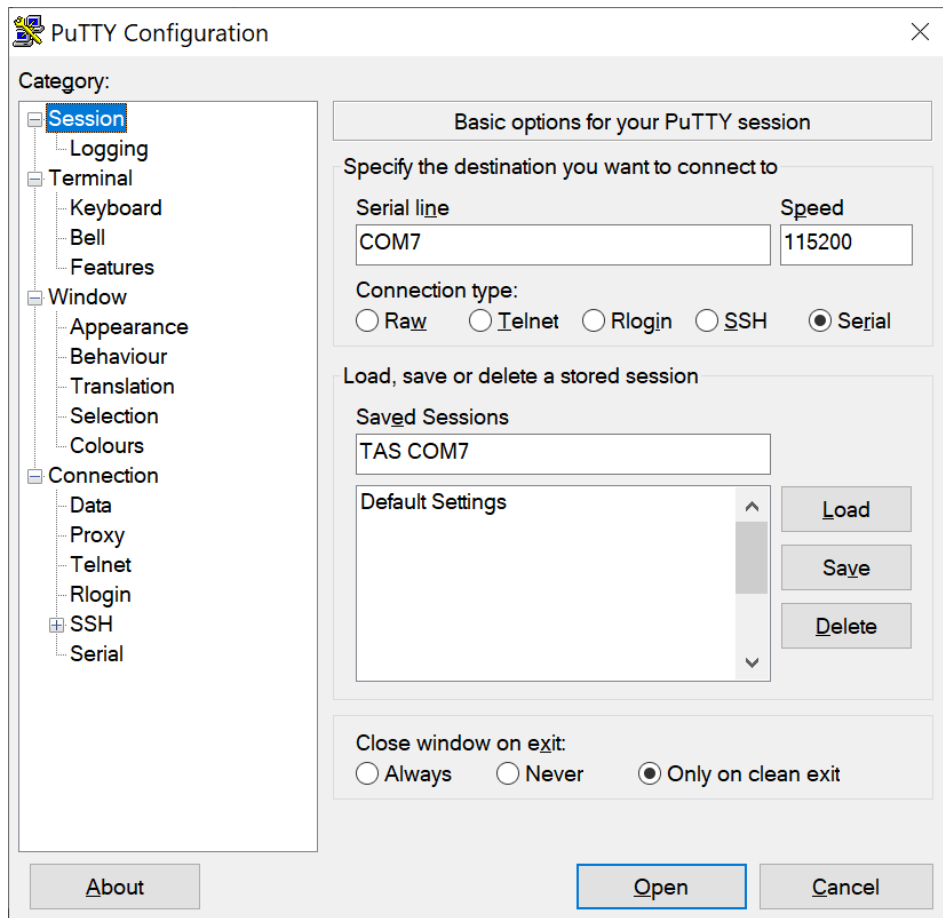 PuTTY Configuration
Category:
Session
Logging
Terminal
Keyboard
Bell
Features
Window
Appearance
Behaviour
Translation
Selection
Colours
Connection
Data
Proxy
Telnet
Rlogin
SSH
Serial
Basic options for your PuTTY session
Specify the destination you want to connect to
Serial line Speed
COM7 115200
Connection type:
Raw Telnet Rlogin SSH Serial
Load, save or delete a stored session
Saved Sessions
TAS COM7
Default Settings
Load
Save
Delete
Close window on exit:
Always Never Only on clean exit
About Open Cancel